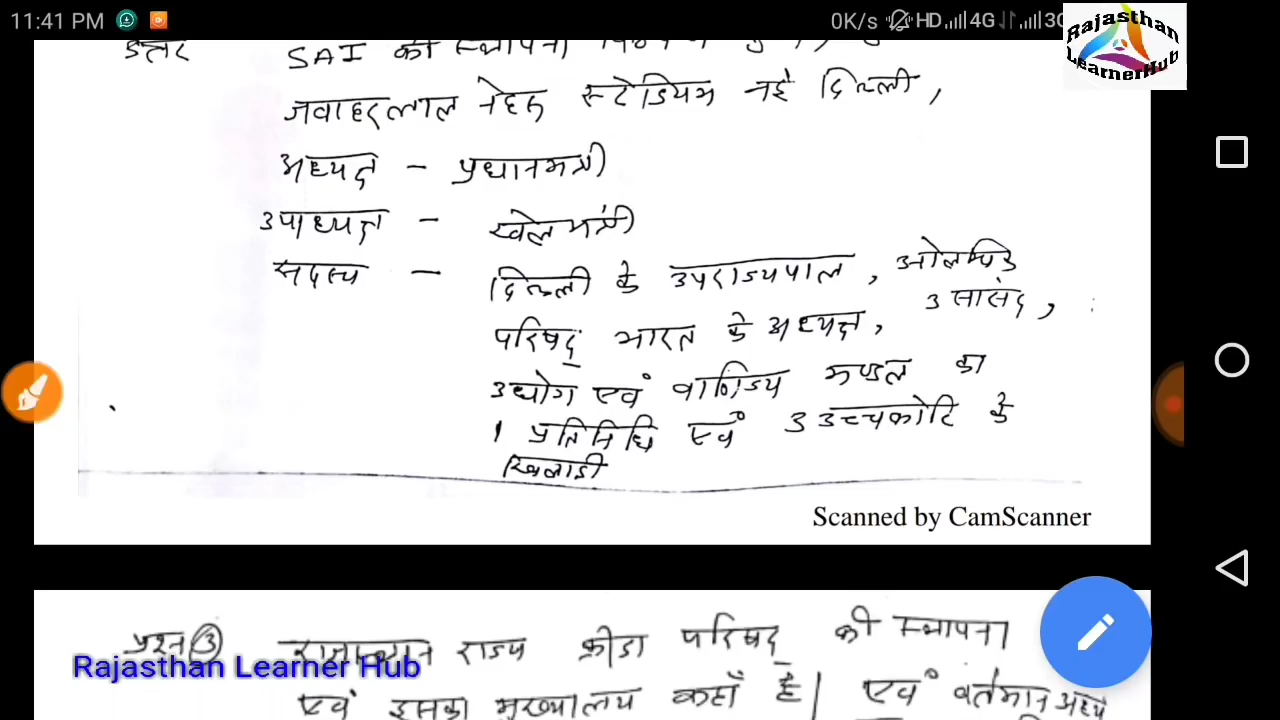 11:41 PM
0K/s HD 4G 3G
Rajasthan
LearnerHub
उत्तर SAI की स्थापना
जवाहरलाल नेहरू स्टेडियम नई दिल्ली,
अध्यक्ष - प्रधानमंत्री
उपाध्यक्ष - खेलमंत्री
सदस्य - दिल्ली के उपराज्यपाल, ओलम्पिक
परिषद् भारत के अध्यक्ष, 3 सांसद,
उद्योग एवं वाणिज्य मण्डल का
1 प्रतिनिधि एवं 3 उच्चकोटि के
खिलाडी
Scanned by CamScanner
प्रश्न 3 राजस्थान राज्य क्रीडा परिषद् की स्थापना
Rajasthan Learner Hub
एवं इसका मुख्यालय कहाँ है| एवं वर्तमान अध्य